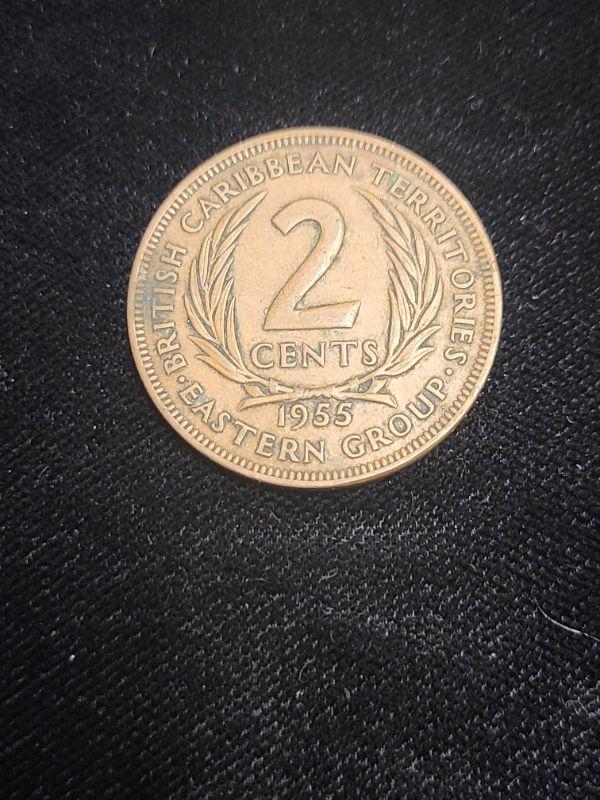 BRITISH CARIBBEAN TERRITORIES
2
CENTS
1955
· EASTERN GROUP ·